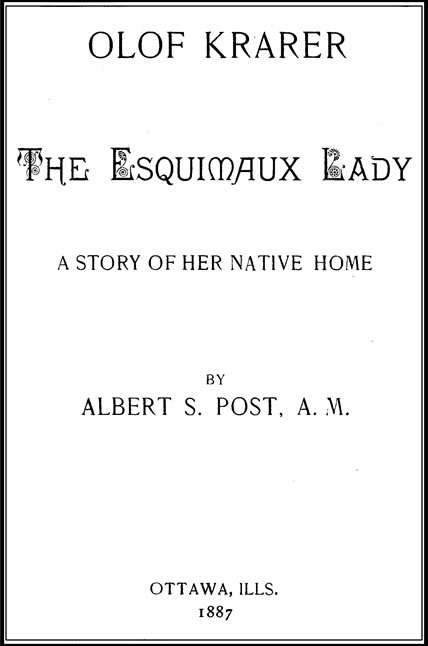 OLOF KRARER
THE ESQUIMAUX LADY
A STORY OF HER NATIVE HOME
BY
ALBERT S. POST, A. M.
OTTAWA, ILLS.
1887